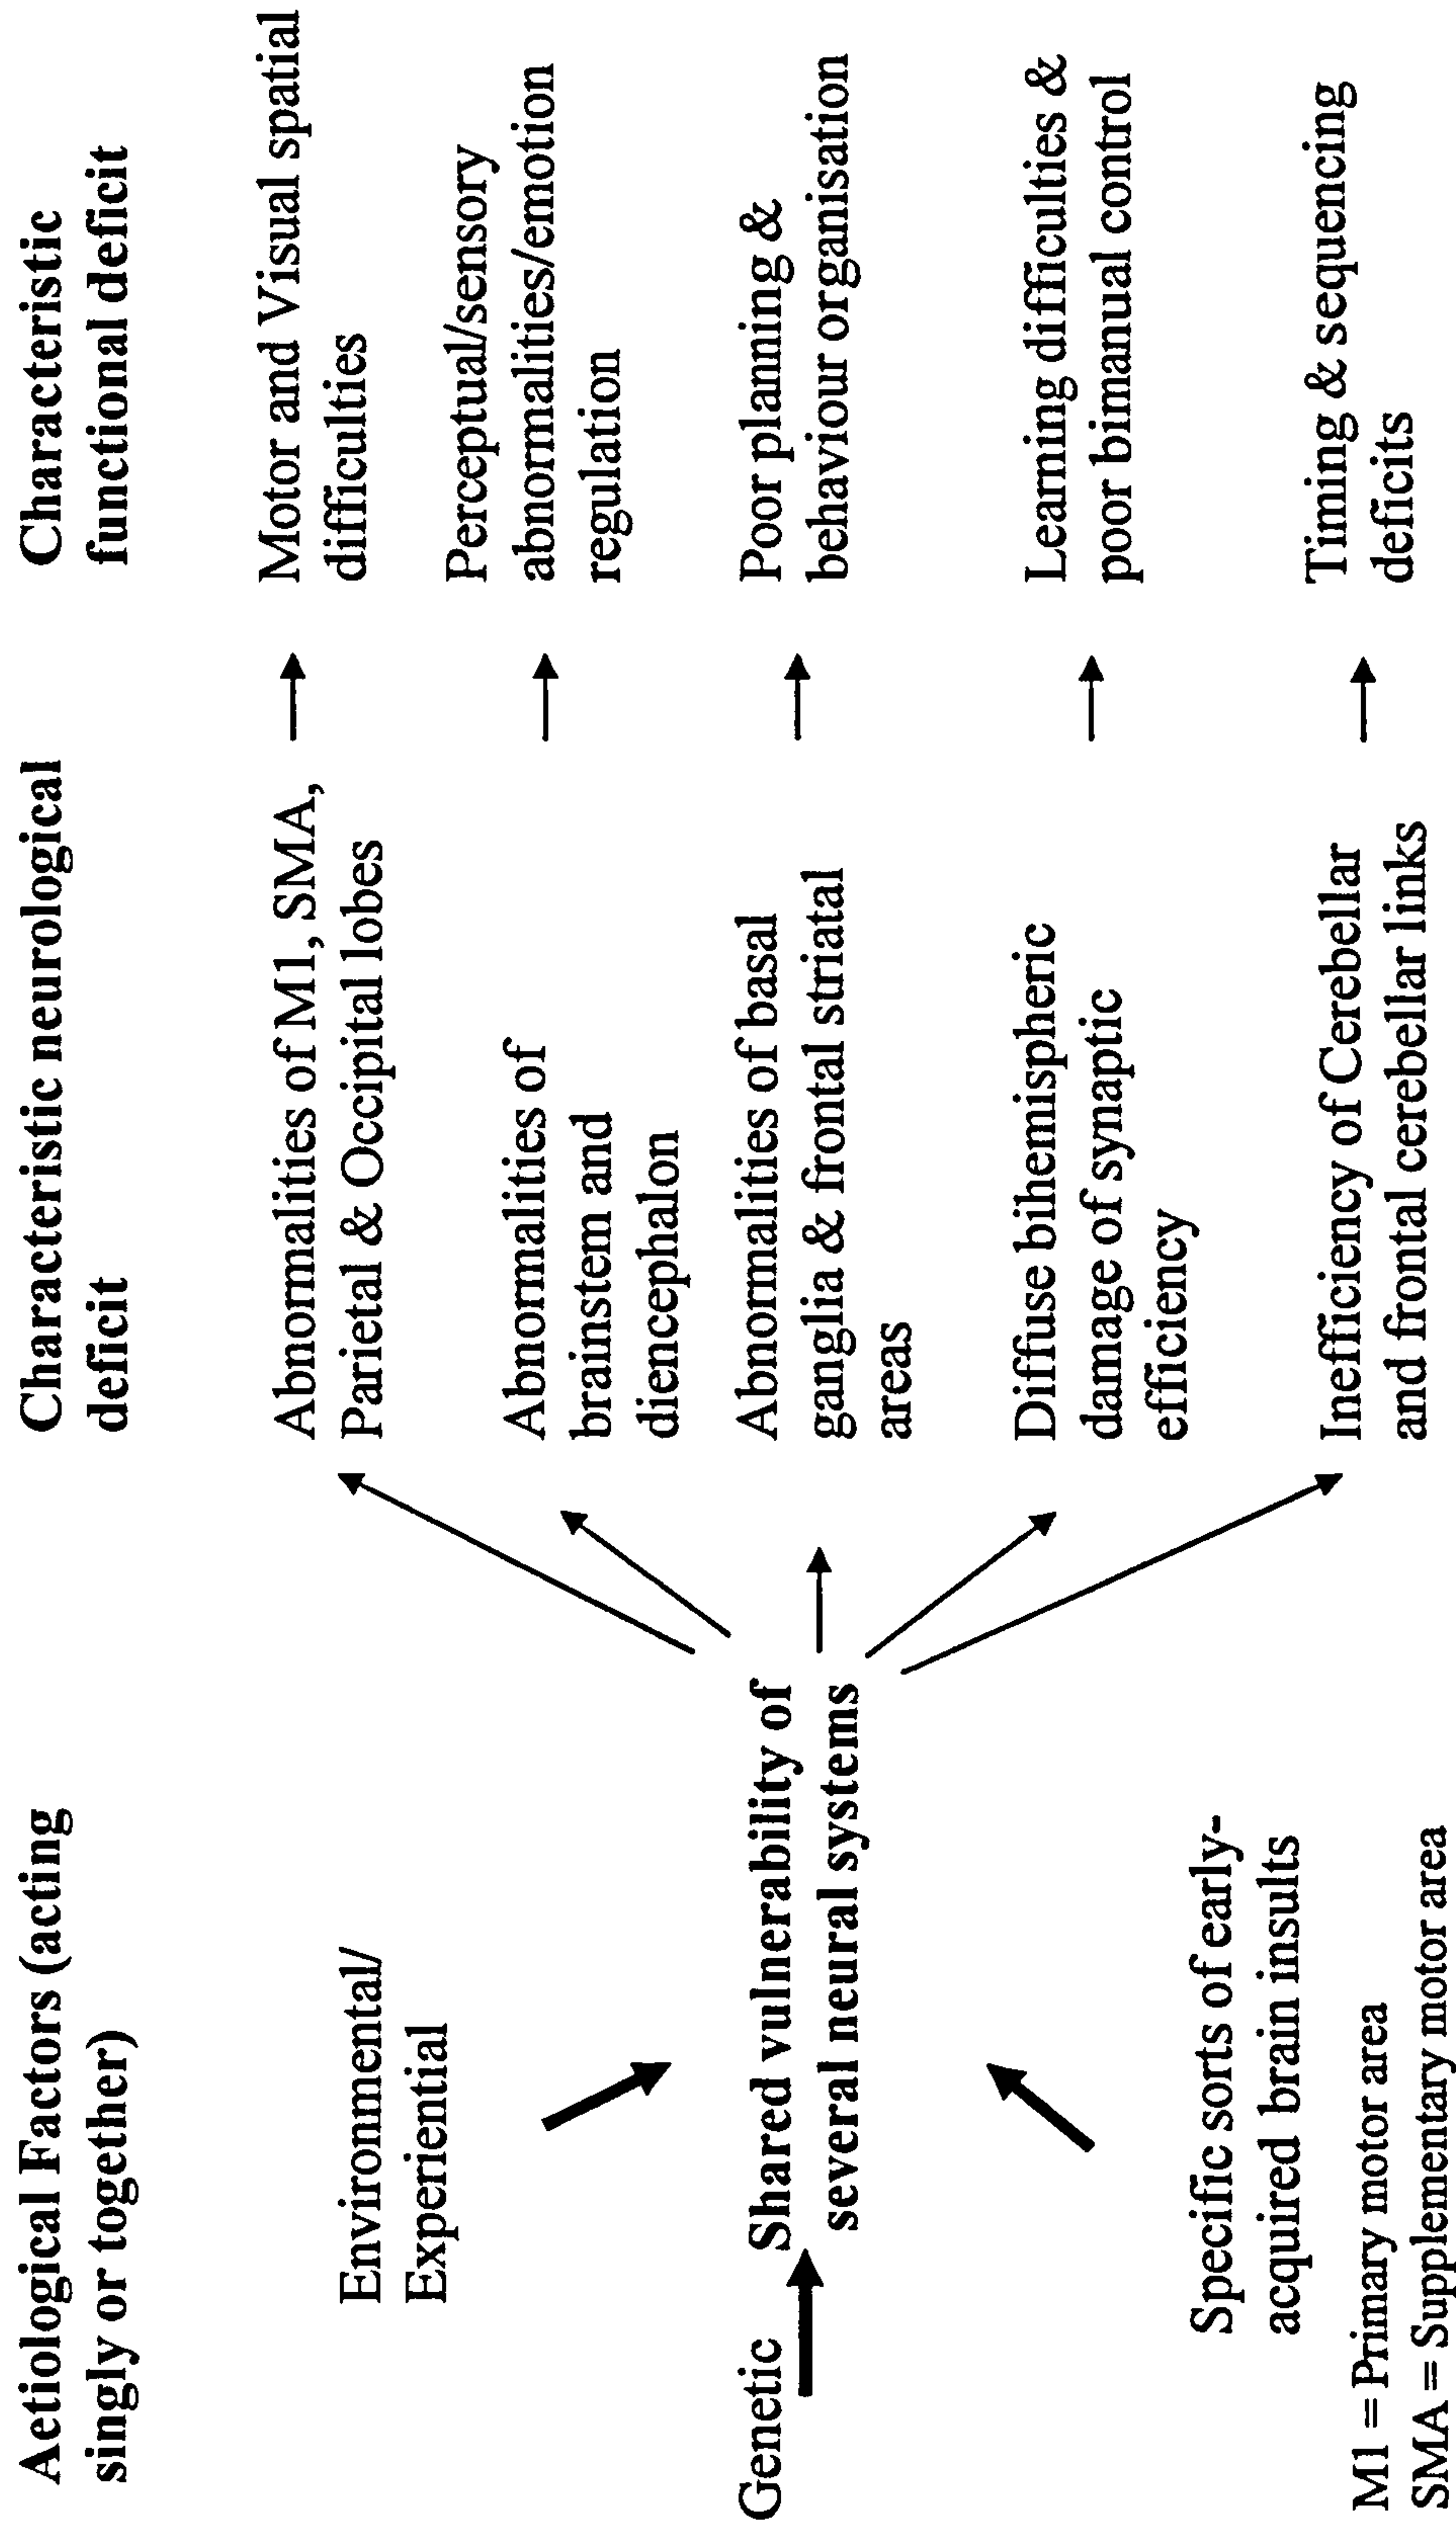 Aetiological Factors (acting
singly or together)
Characteristic neurological
deficit
Characteristic
functional deficit
Environmental/
Experiential
Genetic
Shared vulnerability of
several neural systems
Specific sorts of early-
acquired brain insults
M1 = Primary motor area
SMA = Supplementary motor area
Abnormalities of M1, SMA,
Parietal & Occipital lobes
Motor and Visual spatial
difficulties
Abnormalities of
brainstem and
diencephalon
Perceptual/sensory
abnormalities/emotion
regulation
Abnormalities of basal
ganglia & frontal striatal
areas
Poor planning &
behaviour organisation
Diffuse bihemispheric
damage of synaptic
efficiency
Learning difficulties &
poor bimanual control
Inefficiency of Cerebellar
and frontal cerebellar links
Timing & sequencing
deficits